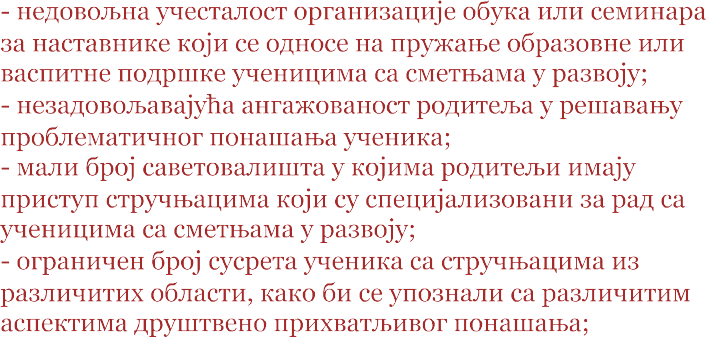 - недовољна учесталост организације обука или семинара
за наставнике који се односе на пружање образовне или
васпитне подршке ученицима са сметњама у развоју;
- незадовољавајућа ангажованост родитеља у решавању
проблематичног понашања ученика;
- мали број саветовалишта у којима родитељи имају
приступ стручњацима који су специјализовани за рад са
ученицима са сметњама у развоју;
- ограничен број сусрета ученика са стручњацима из
различитих области, како би се упознали са различитим
аспектима друштвено прихватљивог понашања;